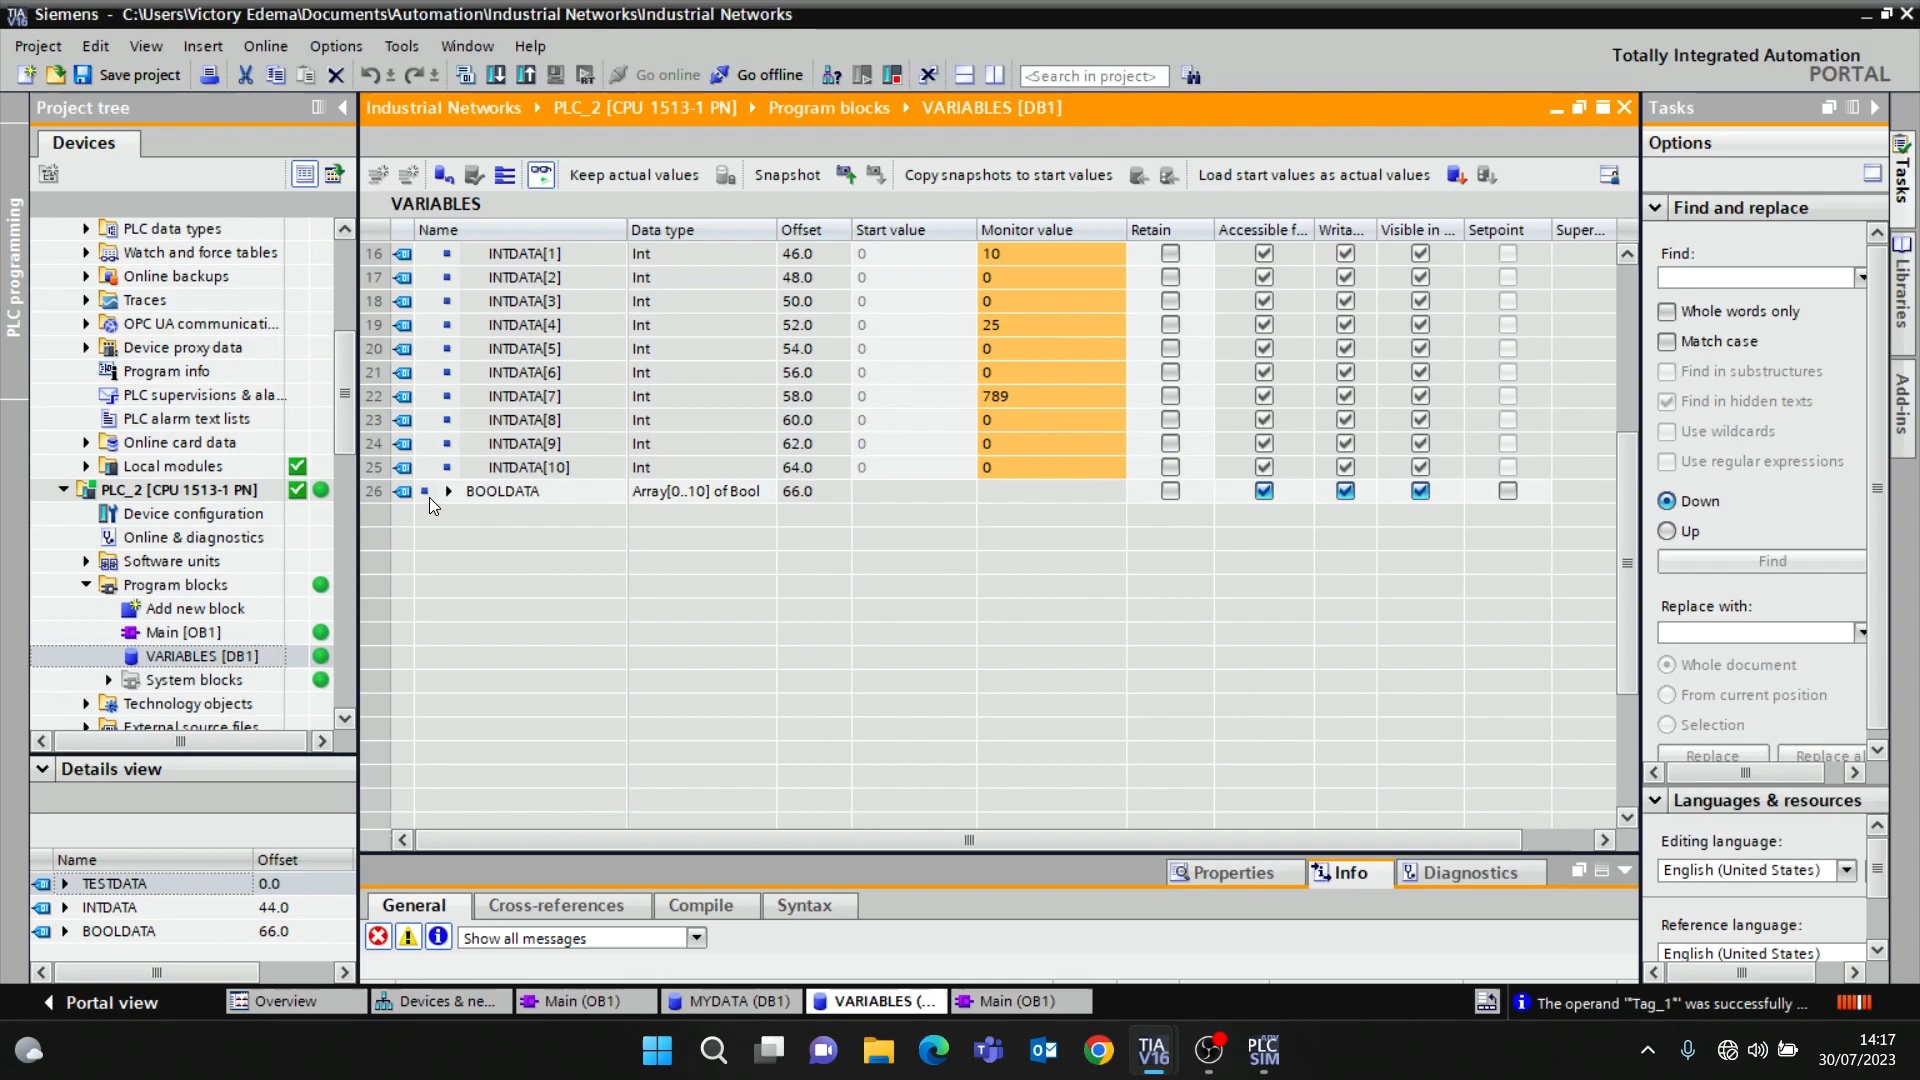 Siemens - C:\Users\Victory Edema\Documents\Automation\Industrial Networks\Industrial Networks
Project Edit View Insert Online Options Tools Window Help
Totally Integrated Automation
PORTAL
Save project Go online Go offline <Search in project>
Project tree
Industrial Networks PLC_2 [CPU 1513-1 PN] Program blocks VARIABLES [DB1]
Tasks
Devices
Options
Keep actual values Snapshot Copy snapshots to start values Load start values as actual values
PLC programming
PLC data types
Watch and force tables
Online backups
Traces
OPC UA communicati...
Device proxy data
Program info
PLC supervisions & ala...
PLC alarm text lists
Online card data
Local modules
PLC_2 [CPU 1513-1 PN]
Device configuration
Online & diagnostics
Software units
Program blocks
Add new block
Main [OB1]
VARIABLES [DB1]
System blocks
Technology objects
External source files
Details view
Name Offset
TESTDATA 0.0
INTDATA 44.0
BOOLDATA 66.0
VARIABLES
Name Data type Offset Start value Monitor value Retain Accessible f... Writa... Visible in ... Setpoint Super...
16 INTDATA[1] Int 46.0 0 10
17 INTDATA[2] Int 48.0 0 0
18 INTDATA[3] Int 50.0 0 0
19 INTDATA[4] Int 52.0 0 25
20 INTDATA[5] Int 54.0 0 0
21 INTDATA[6] Int 56.0 0 0
22 INTDATA[7] Int 58.0 0 789
23 INTDATA[8] Int 60.0 0 0
24 INTDATA[9] Int 62.0 0 0
25 INTDATA[10] Int 64.0 0 0
26 BOOLDATA Array[0..10] of Bool 66.0
Properties Info Diagnostics
General Cross-references Compile Syntax
Show all messages
Find and replace
Find:
Whole words only
Match case
Find in substructures
Find in hidden texts
Use wildcards
Use regular expressions
Down
Up
Find
Replace with:
Whole document
From current position
Selection
Replace Replace al
Languages & resources
Editing language:
English (United States)
Reference language:
English (United States)
Tasks
Libraries
Add-ins
Portal view Overview Devices & ne... Main (OB1) MYDATA (DB1) VARIABLES (... Main (OB1) The operand '"Tag_1"' was successfully ...
TIA V16 PLC SIM
14:17
30/07/2023